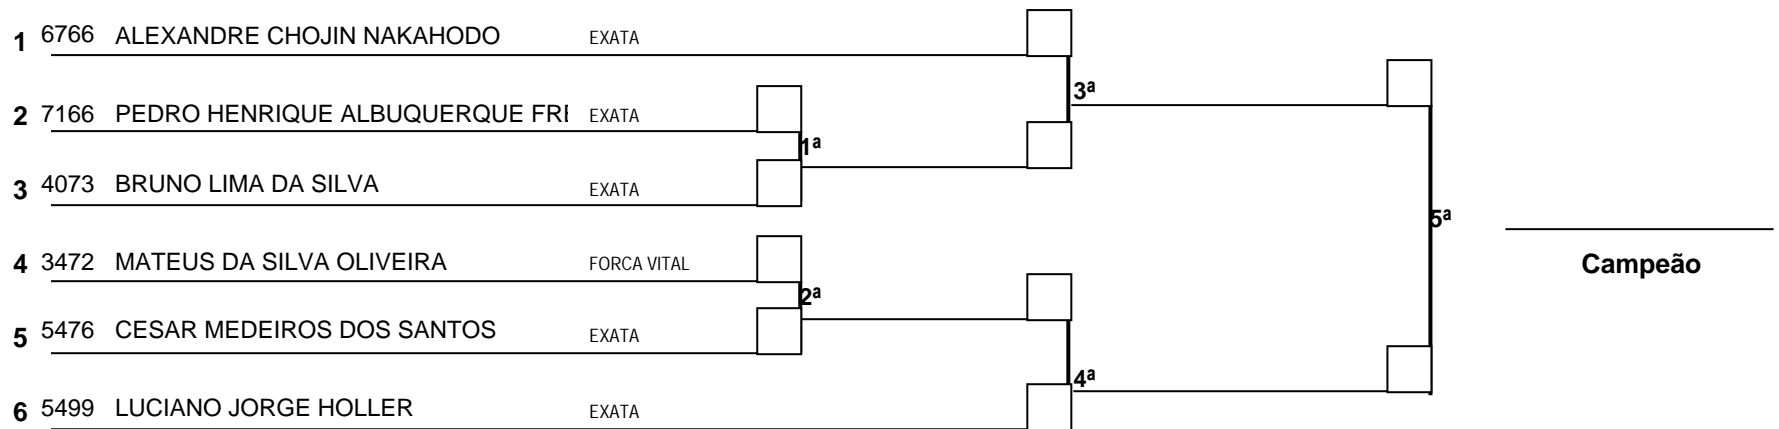 1 6766 ALEXANDRE CHOJIN NAKAHODO EXATA
3ª
2 7166 PEDRO HENRIQUE ALBUQUERQUE FRE EXATA
1ª
3 4073 BRUNO LIMA DA SILVA EXATA
5ª
4 3472 MATEUS DA SILVA OLIVEIRA FORCA VITAL
Campeão
2ª
5 5476 CESAR MEDEIROS DOS SANTOS EXATA
4ª
6 5499 LUCIANO JORGE HOLLER EXATA